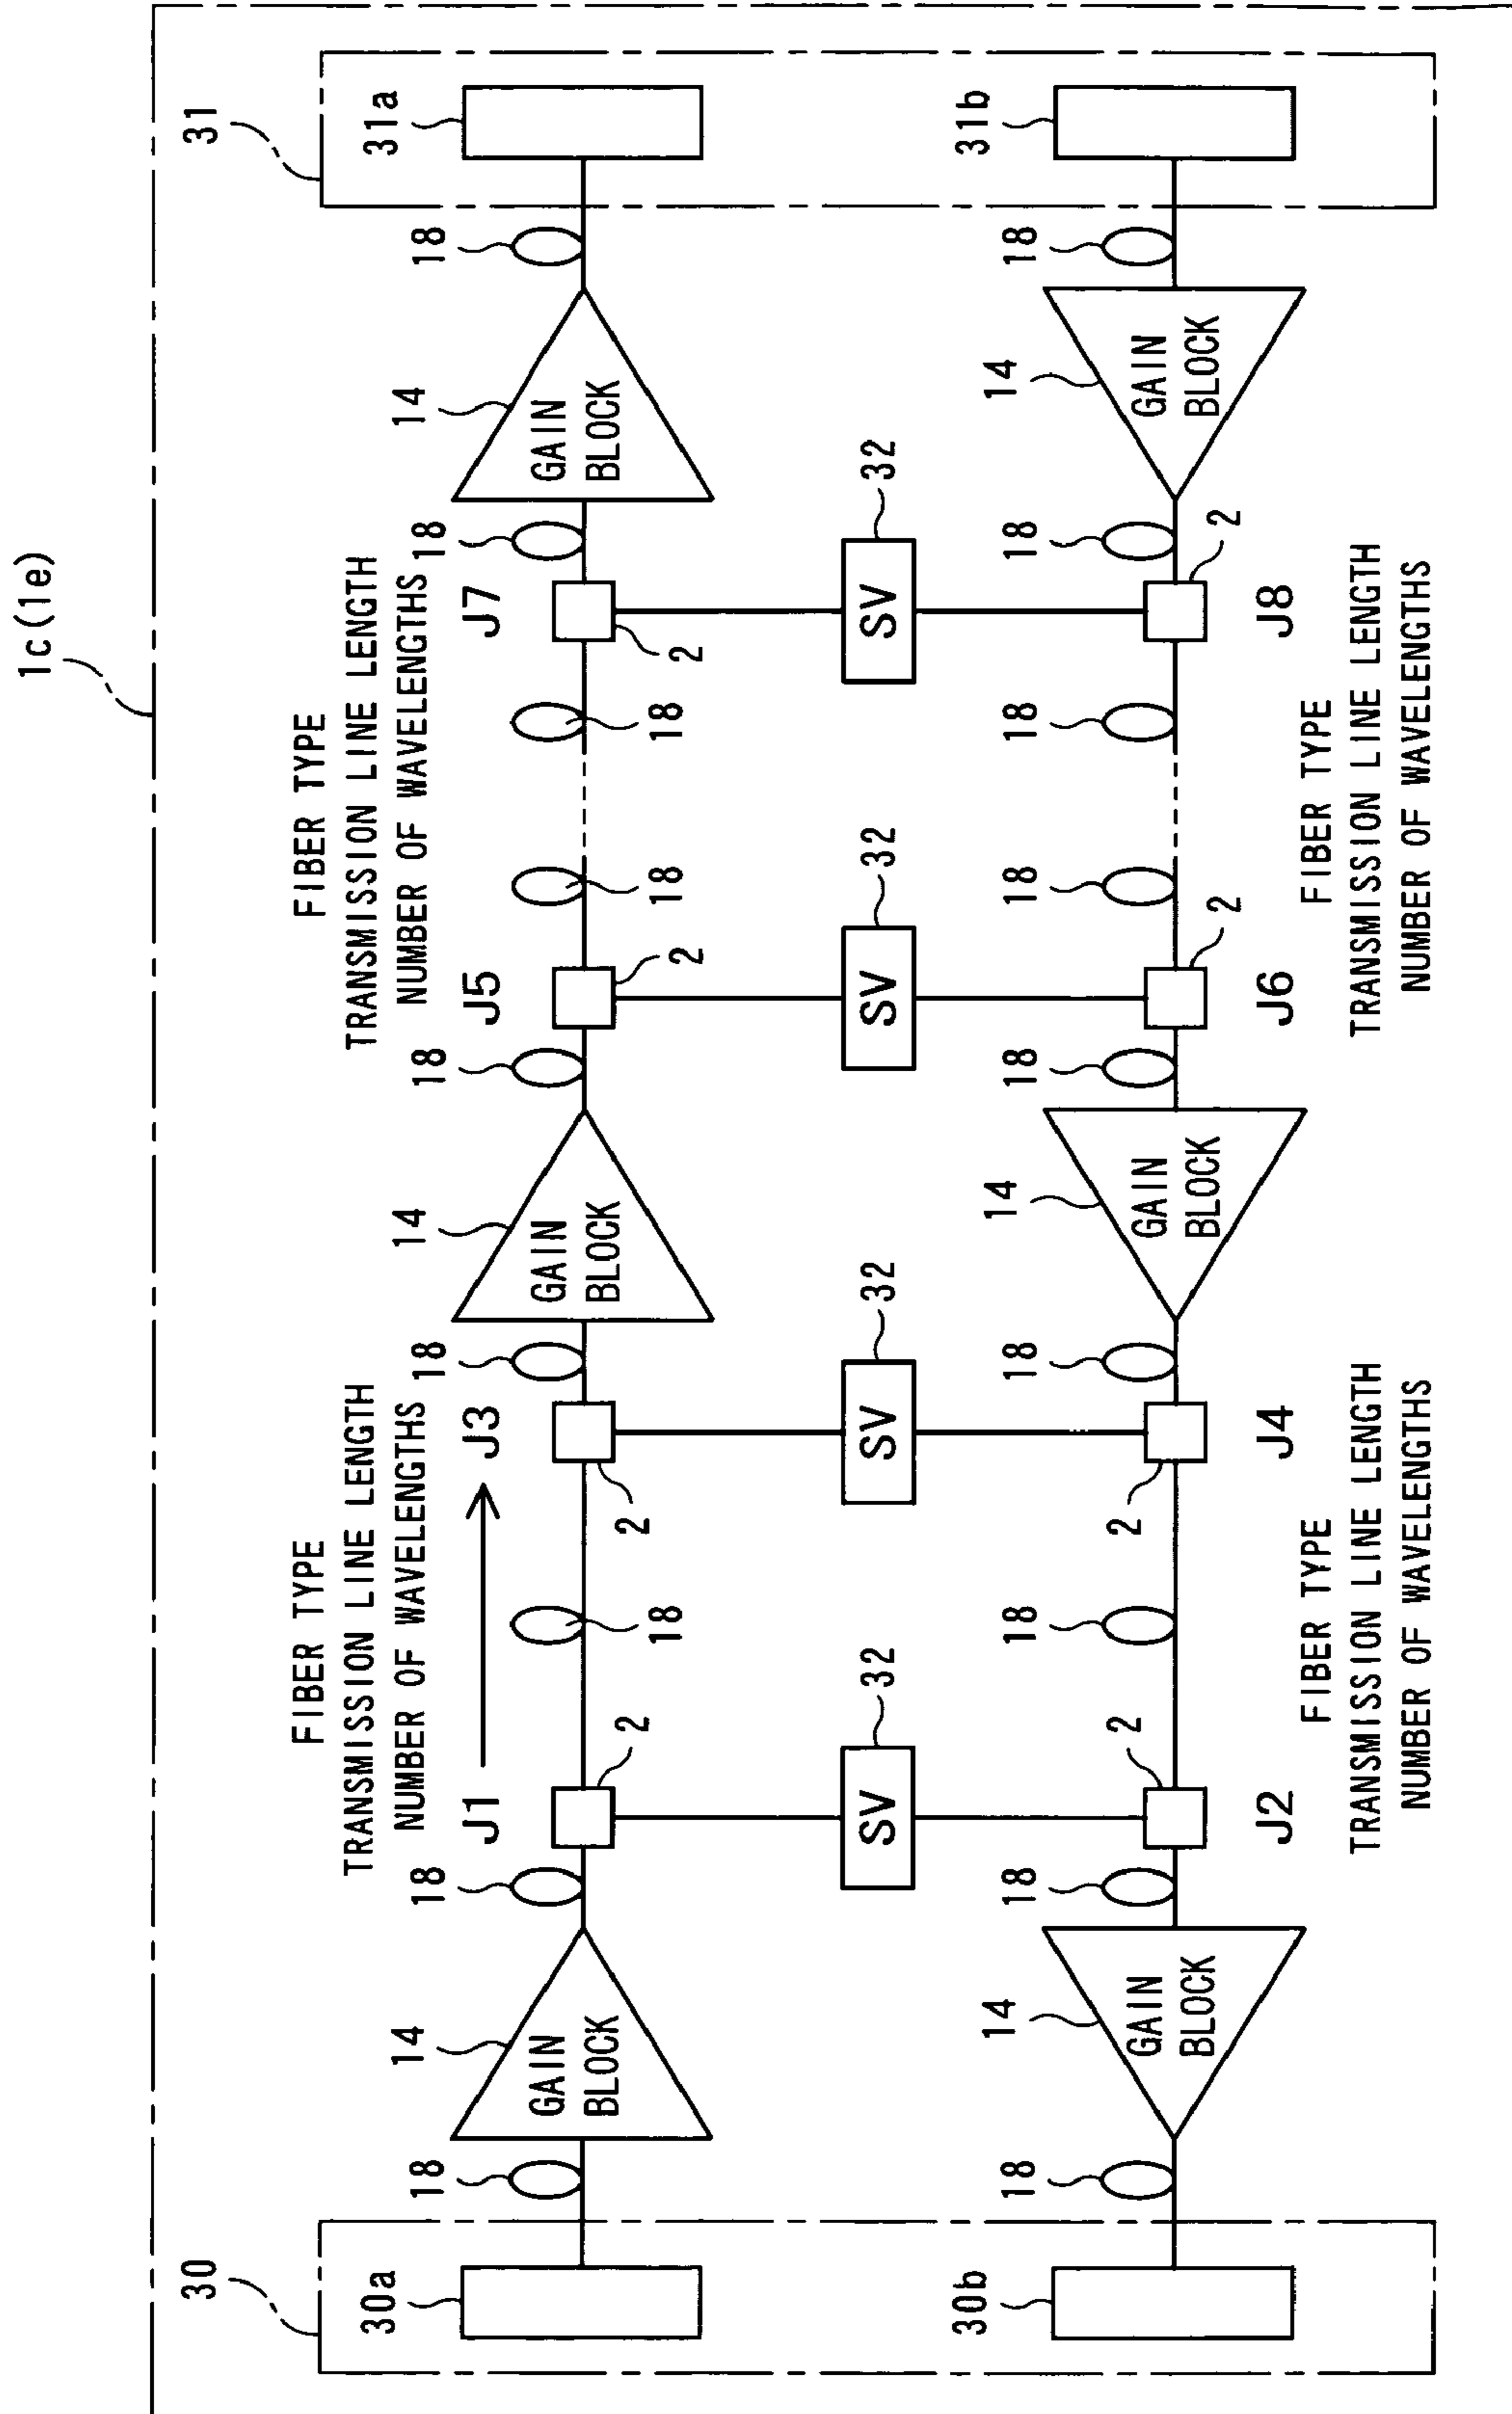 1c(1e)
30
31
FIBER TYPE
TRANSMISSION LINE LENGTH
NUMBER OF WAVELENGTHS
FIBER TYPE
TRANSMISSION LINE LENGTH
NUMBER OF WAVELENGTHS
30a
18
14
18
J1
J3
18
14
18
J5
J7
18
14
18
31a
GAIN
BLOCK
GAIN
BLOCK
GAIN
BLOCK
2
18
2
2
18
18
2
32
32
32
32
SV
SV
SV
SV
30b
18
14
18
2
18
2
18
14
18
2
18
18
2
18
14
18
31b
GAIN
BLOCK
GAIN
BLOCK
GAIN
BLOCK
J2
J4
J6
J8
FIBER TYPE
TRANSMISSION LINE LENGTH
NUMBER OF WAVELENGTHS
FIBER TYPE
TRANSMISSION LINE LENGTH
NUMBER OF WAVELENGTHS